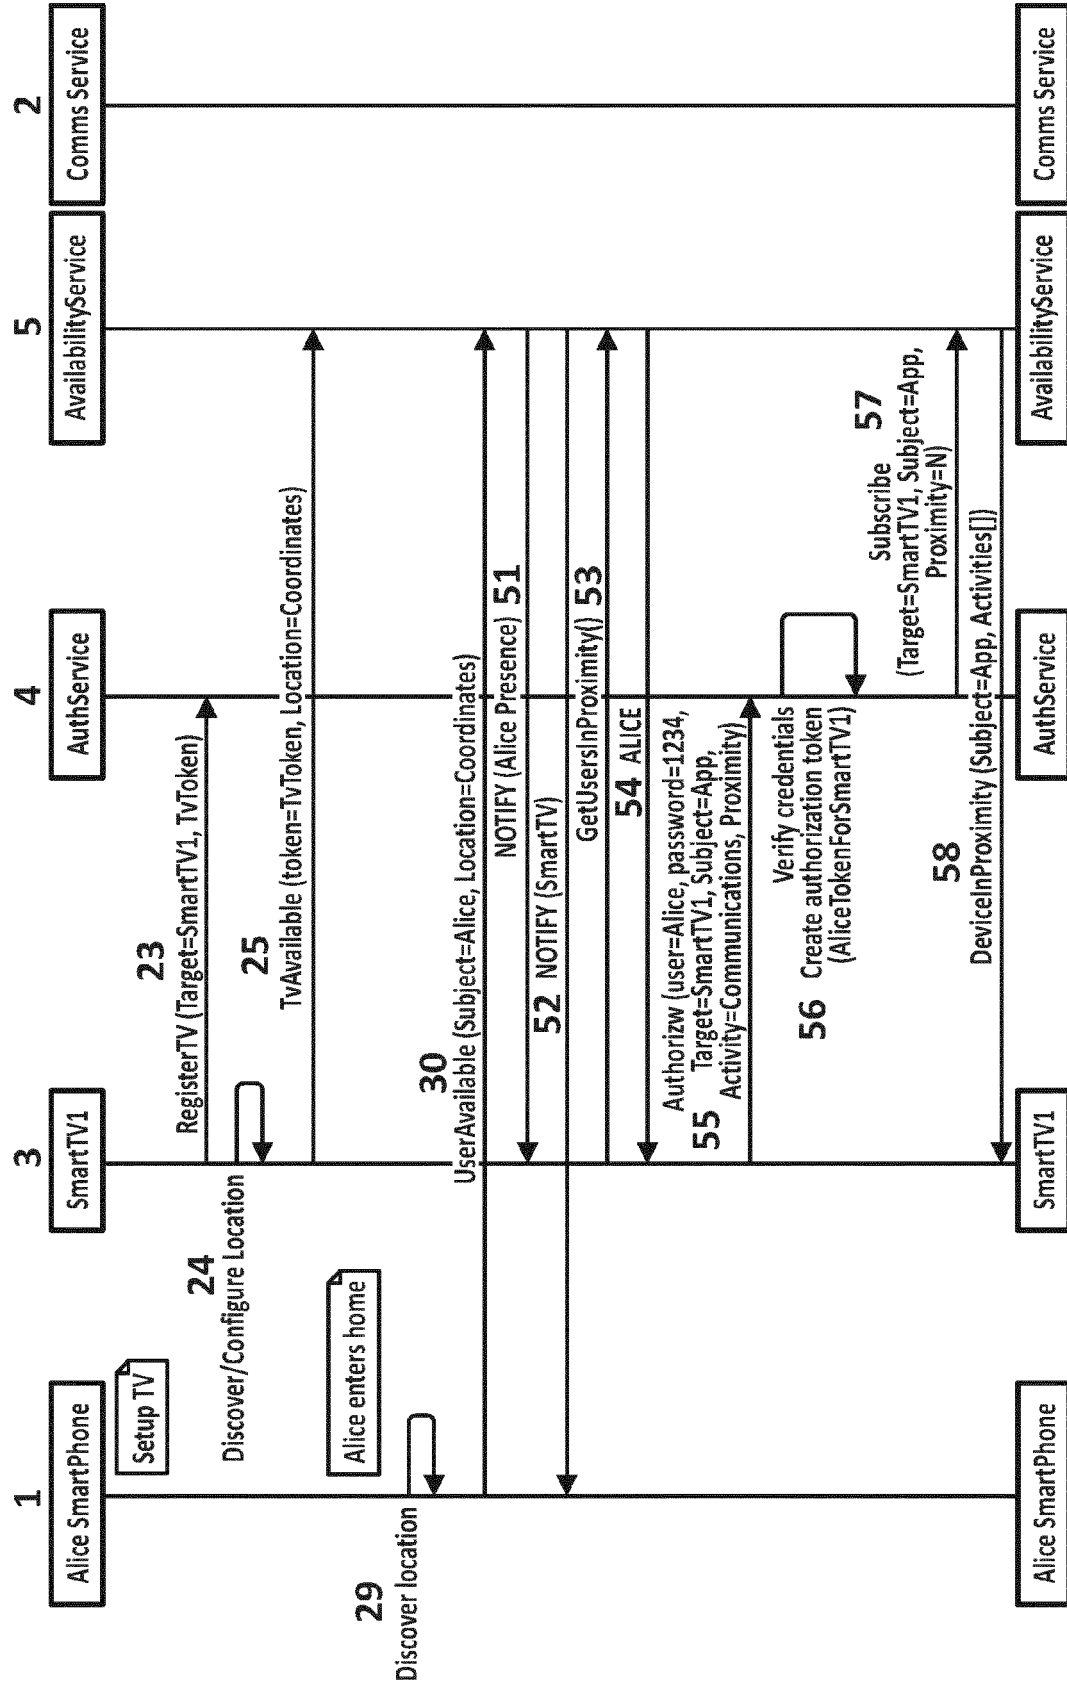 1
3
4
5
2
Alice SmartPhone
SmartTV1
AuthService
AvailabilityService
Comms Service
Setup TV
23
RegisterTV (Target=SmartTV1, TvToken)
24
Discover/Configure Location
25
TvAvailable (token=TvToken, Location=Coordinates)
Alice enters home
29
Discover location
30
UserAvailable (Subject=Alice, Location=Coordinates)
NOTIFY (Alice Presence) 51
52 NOTIFY (SmartTV)
GetUsersInProximity() 53
54 ALICE
Authorizw (user=Alice, password=1234,
Target=SmartTV1, Subject=App,
55
Activity=Communications, Proximity)
Verify credentials
56 Create authorization token
(AliceTokenForSmartTV1)
57
Subscribe
(Target=SmartTV1, Subject=App,
Proximity=N)
58
DeviceInProximity (Subject=App, Activities[])
Alice SmartPhone
SmartTV1
AuthService
AvailabilityService
Comms Service